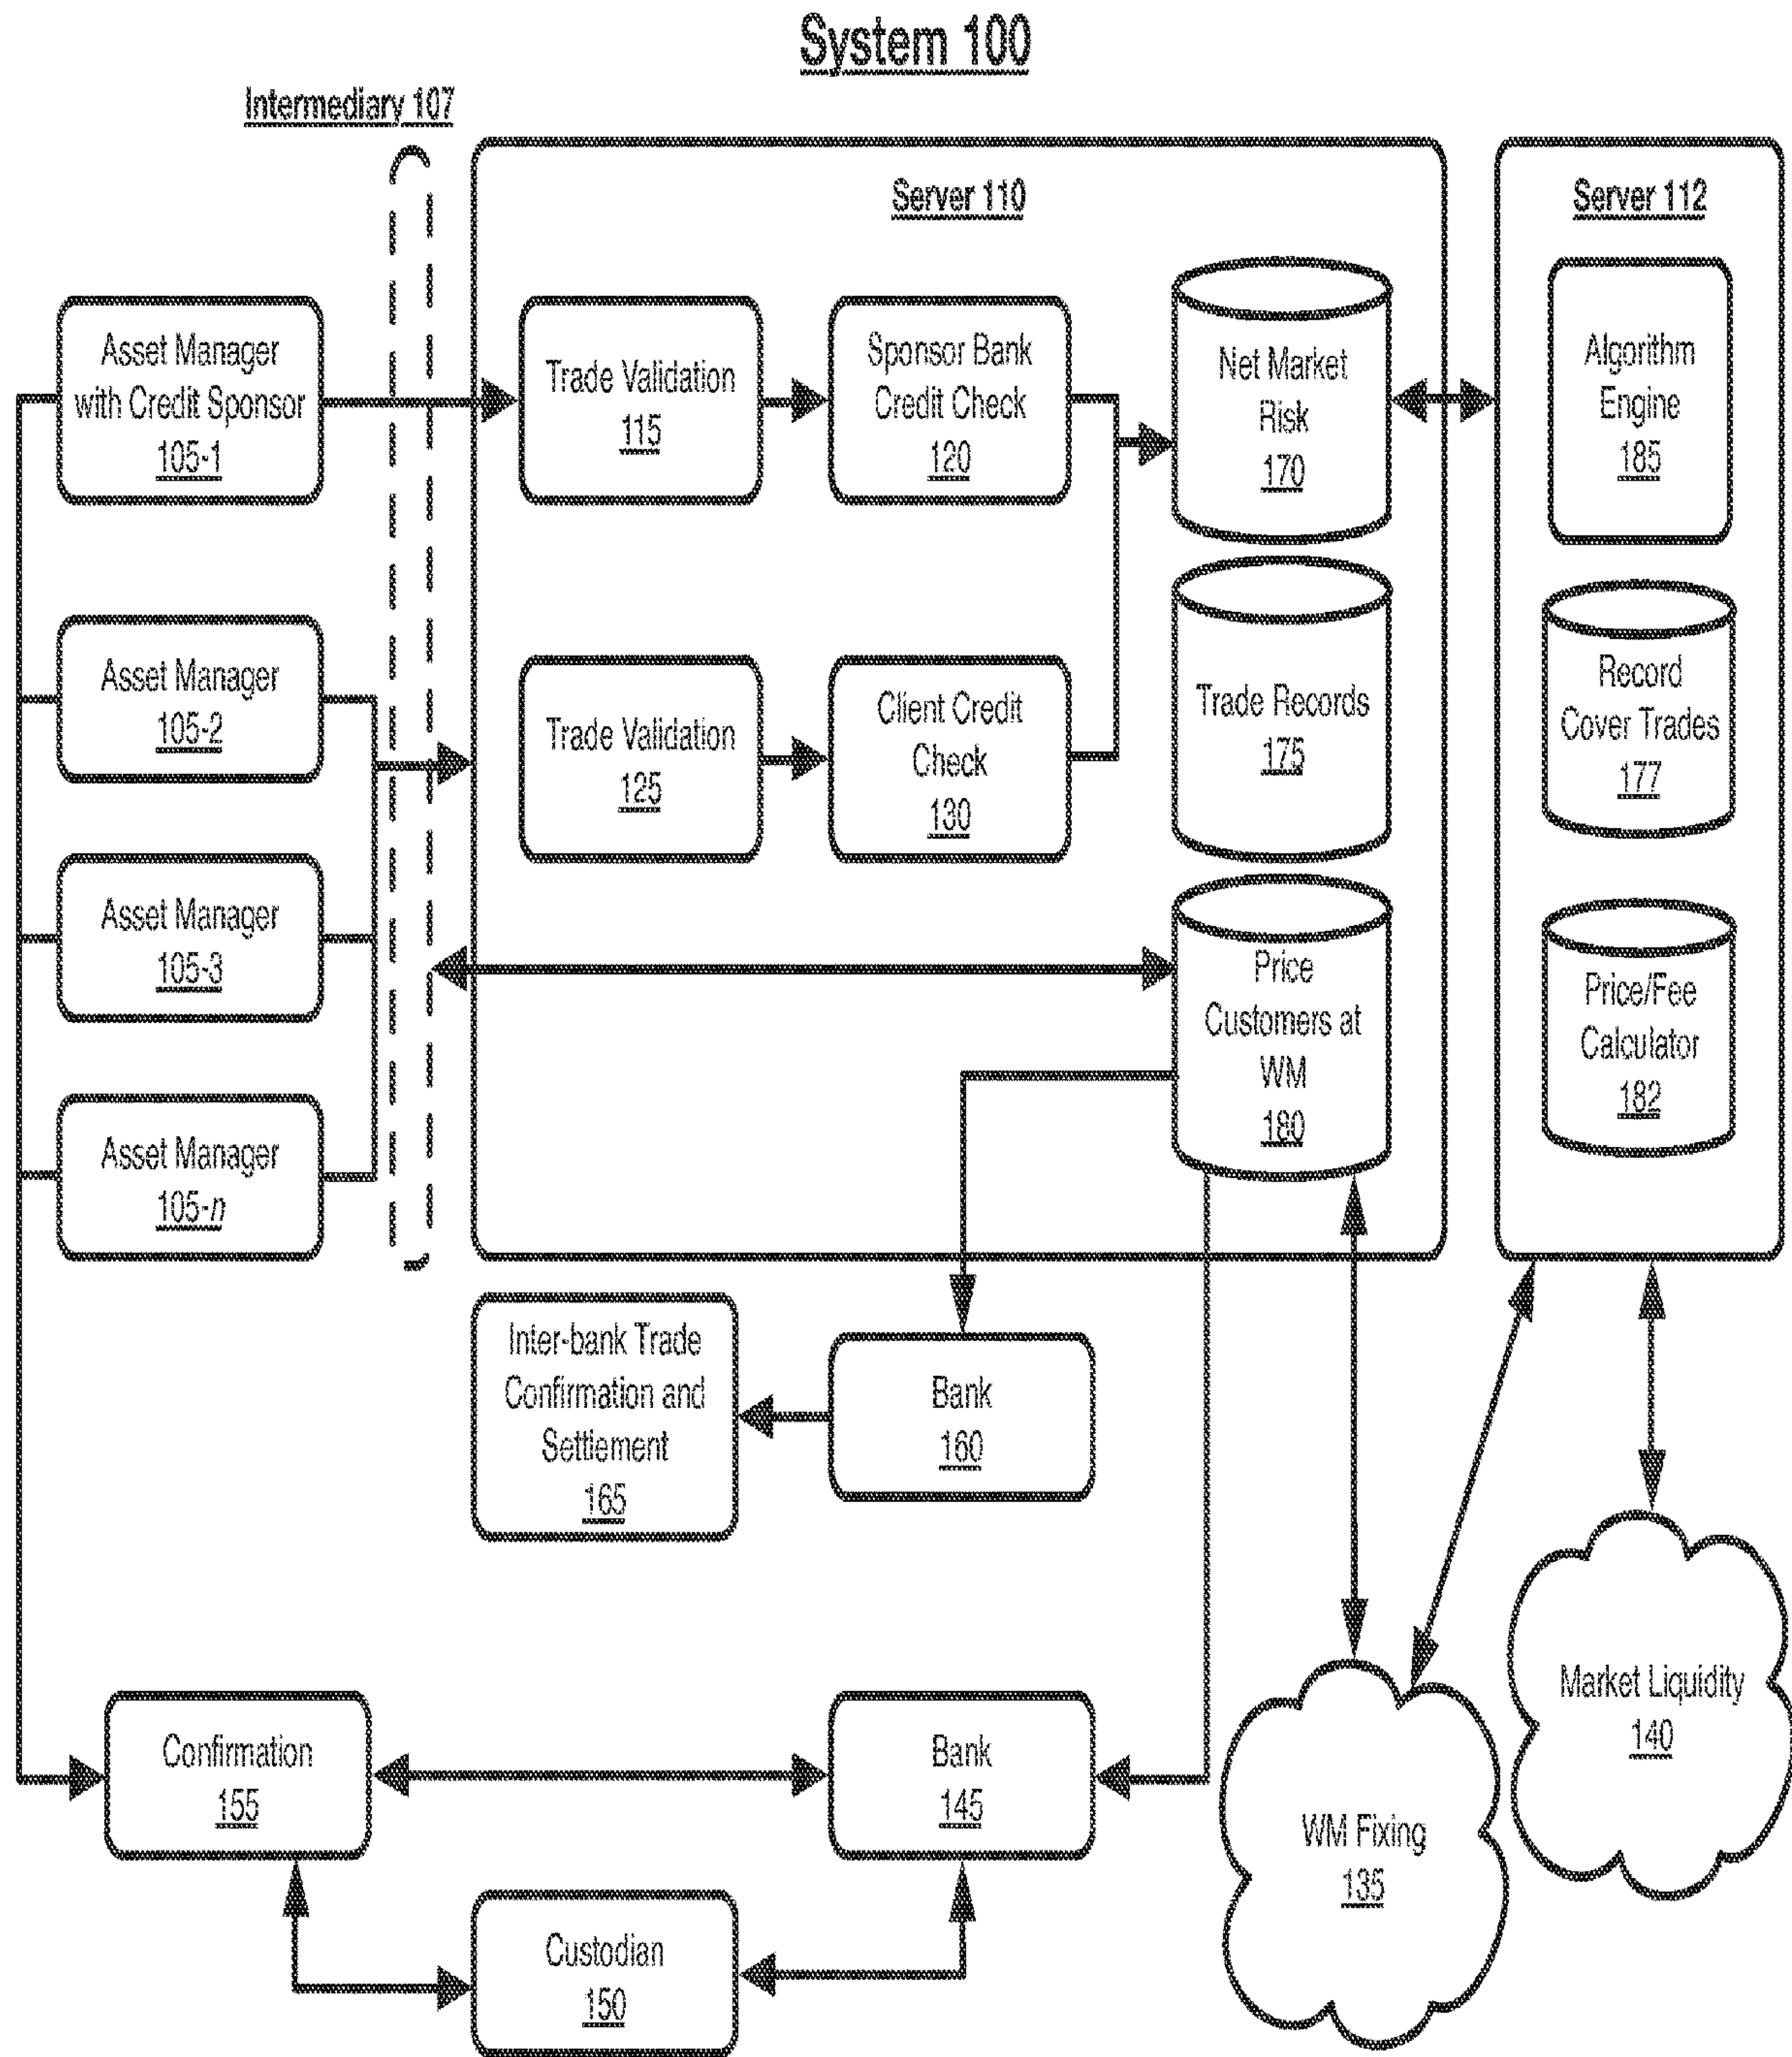 System 100
Intermediary 107
Server 110
Server 112
Asset Manager
with Credit Sponsor
105-1
Trade Validation
115
Sponsor Bank
Credit Check
120
Net Market
Risk
170
Algorithm
Engine
185
Asset Manager
105-2
Trade Validation
125
Client Credit
Check
130
Trade Records
175
Record
Cover Trades
177
Asset Manager
105-3
Price
Customers at
WM
180
Price/Fee
Calculator
182
Asset Manager
105-n
Inter-bank Trade
Confirmation and
Settlement
165
Bank
160
Market Liquidity
140
Confirmation
155
Bank
145
WM Fixing
135
Custodian
150